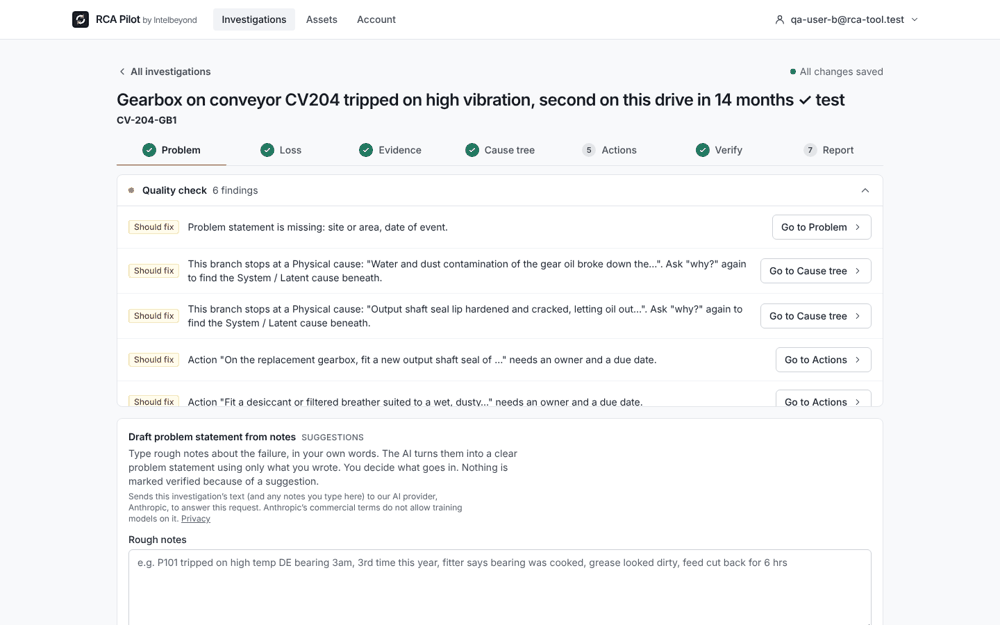 RCA Pilot by Intelbeyond
Investigations
Assets
Account
qa-user-b@rca-tool.test
All investigations
All changes saved
Gearbox on conveyor CV204 tripped on high vibration, second on this drive in 14 months ✓ test
CV-204-GB1
Problem
Loss
Evidence
Cause tree
5 Actions
Verify
7 Report
Quality check 6 findings
Should fix
Problem statement is missing: site or area, date of event.
Go to Problem
Should fix
This branch stops at a Physical cause: "Water and dust contamination of the gear oil broke down the…". Ask "why?" again
to find the System / Latent cause beneath.
Go to Cause tree
Should fix
This branch stops at a Physical cause: "Output shaft seal lip hardened and cracked, letting oil out…". Ask "why?" again to
find the System / Latent cause beneath.
Go to Cause tree
Should fix
Action "On the replacement gearbox, fit a new output shaft seal of …" needs an owner and a due date.
Go to Actions
Should fix
Action "Fit a desiccant or filtered breather suited to a wet, dusty…" needs an owner and a due date.
Go to Actions
Draft problem statement from notes SUGGESTIONS
Type rough notes about the failure, in your own words. The AI turns them into a clear
problem statement using only what you wrote. You decide what goes in. Nothing is
marked verified because of a suggestion.
Sends this investigation's text (and any notes you type here) to our AI provider,
Anthropic, to answer this request. Anthropic's commercial terms do not allow training
models on it. Privacy
Rough notes
e.g. P101 tripped on high temp DE bearing 3am, 3rd time this year, fitter says bearing was cooked, grease looked dirty, feed cut back for 6 hrs